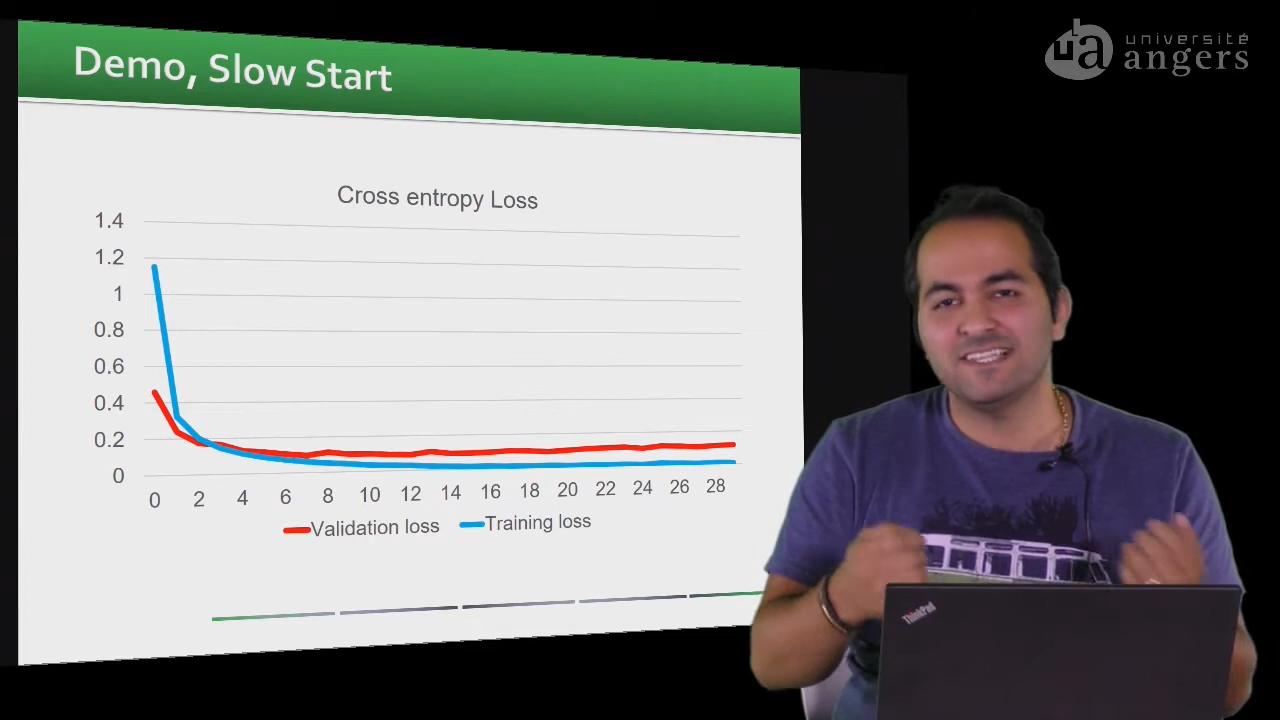 Demo, Slow Start
université
angers
ua
Cross entropy Loss
1.4
1.2
1
0.8
0.6
0.4
0.2
0
0 2 4 6 8 10 12 14 16 18 20 22 24 26 28
Validation loss Training loss
ThinkPad